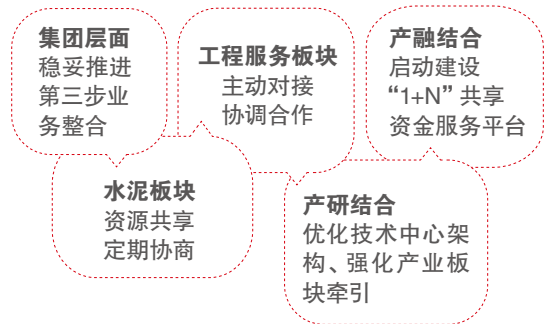 集团层面
稳妥推进
第三步业
务整合
工程服务板块
主动对接
协调合作
产融结合
启动建设
“1+N”共享
资金服务平台
水泥板块
资源共享
定期协商
产研结合
优化技术中心架
构、强化产业板
块牵引